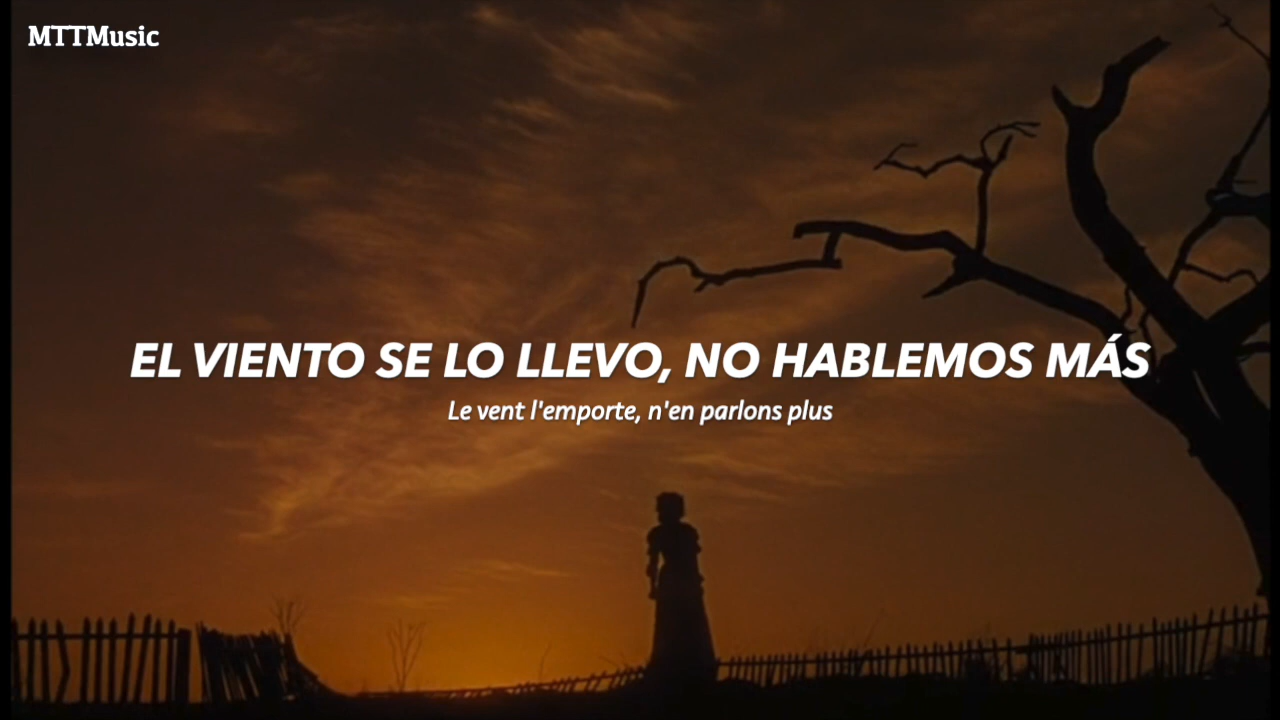 MTTMusic
EL VIENTO SE LO LLEVO, NO HABLEMOS MÁS
Le vent l'emporte, n'en parlons plus